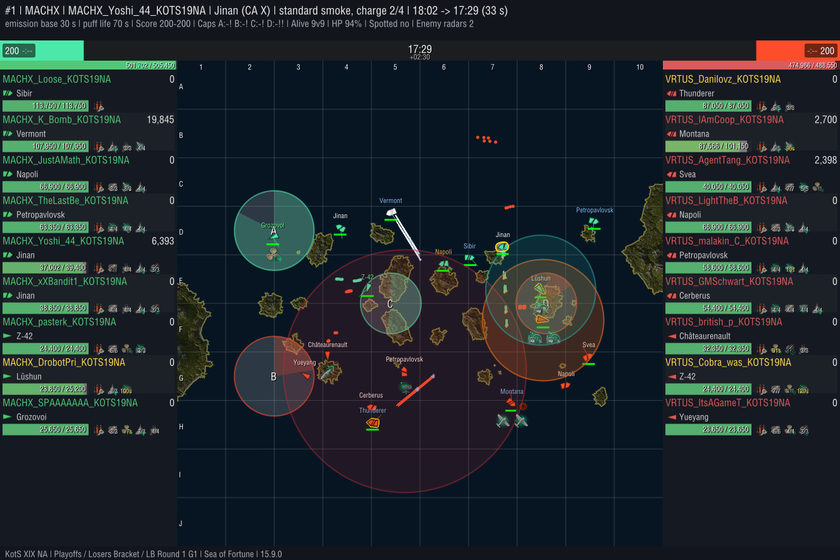 #1 | MACHX | MACHX_Yoshi_44_KOTS19NA | Jinan (CA X) | standard smoke, charge 2/4 | 18:02 -> 17:29 (33 s)
emission base 30 s | puff life 70 s | Score 200-200 | Caps A:-! B:-! C:-! D:-!! | Alive 9v9 | HP 94% | Spotted no | Enemy radars 2
200 -:--
17:29
+02:30
-:-- 200
1 2 3 4 5 6 7 8 9 10
A
B
C
D
E
F
G
H
I
J
MACHX_Loose_KOTS19NA 0
Sibir
MACHX_K_Bomb_KOTS19NA 19,845
Vermont
MACHX_JustAMath_KOTS19NA 0
Napoli
MACHX_TheLastBe_KOTS19NA 0
Petropavlovsk
MACHX_Yoshi_44_KOTS19NA 6,393
Jinan
MACHX_xXBandit1_KOTS19NA 0
Jinan
MACHX_pasterk_KOTS19NA 0
Z-42
MACHX_DrobotPri_KOTS19NA 0
Lüshun
MACHX_SPAAAAAAA_KOTS19NA 0
Grozovoi
Grozovoi
A
Jinan
Vermont
Napoli
Sibir
Jinan
Petropavlovsk
Z-42
C
Lüshun
Châteaurenault
Yueyang
B
Petropavlovsk
Cerberus
Thunderer
Montana
Svea
Napoli
VRTUS_Danilovz_KOTS19NA 0
Thunderer
VRTUS_IAmCoop_KOTS19NA 2,700
Montana
VRTUS_AgentTang_KOTS19NA 2,398
Svea
VRTUS_LightTheB_KOTS19NA 0
Napoli
VRTUS_malakin_C_KOTS19NA 0
Petropavlovsk
VRTUS_GMSchwart_KOTS19NA 0
Cerberus
VRTUS_british_p_KOTS19NA 0
Châteaurenault
VRTUS_Cobra_was_KOTS19NA 0
Z-42
VRTUS_ItsAGameT_KOTS19NA 0
Yueyang
KotS XIX NA | Playoffs / Losers Bracket / LB Round 1 G1 | Sea of Fortune | 15.9.0